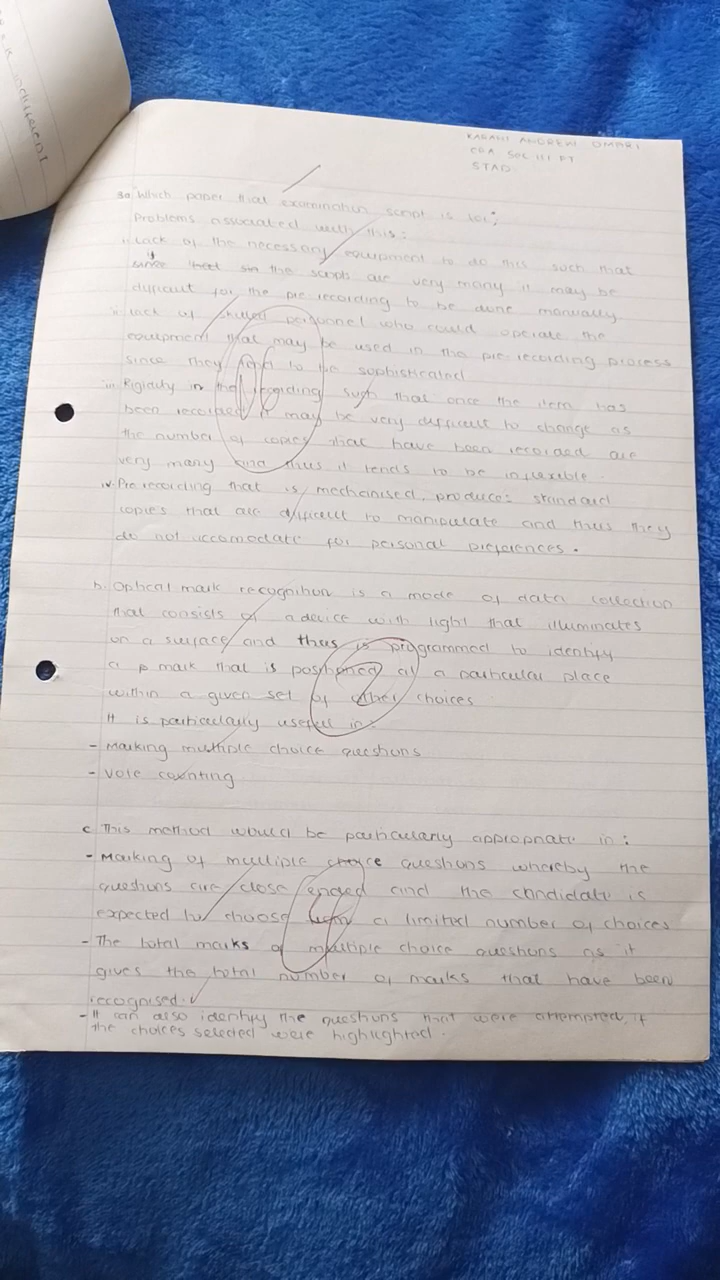 KARANI ANDREW OMARI
CPA SEC III FT
STAD
3a Which paper that examination script is for;
Problems associated with this:
i. Lack of the necessary equipment to do this such that
if the scripts are very many it may be
difficult for the pre recording to be done manually
ii. Lack of skilled personnel who could operate the
equipment that may be used in the pre recording process
since they tend to be sophisticated
iii. Rigidity in the recording such that once the item has
been recorded it may be very difficult to change as
the number of copies that have been recorded are
very many and thus it tends to be inflexible.
iv. Pre recording that is mechanised, produces standard
copies that are difficult to manipulate and thus they
do not accomodate for personal preferences.
b. Optical mark recognition is a mode of data collection
that consists of a device with light that illuminates
on a surface and thus is programmed to identify
a mark that is positioned at a particular place
within a given set of other choices
It is particularly useful in:
- Marking multiple choice questions
- Vote counting
c This method would be particularly appropriate in:
- Marking of multiple choice questions whereby the
questions are close ended and the candidate is
expected to choose from a limited number of choices
- The total marks of multiple choice questions as it
gives the total number of marks that have been
recognised.
- It can also identify the questions that were attempted, if
the choices selected were highlighted.